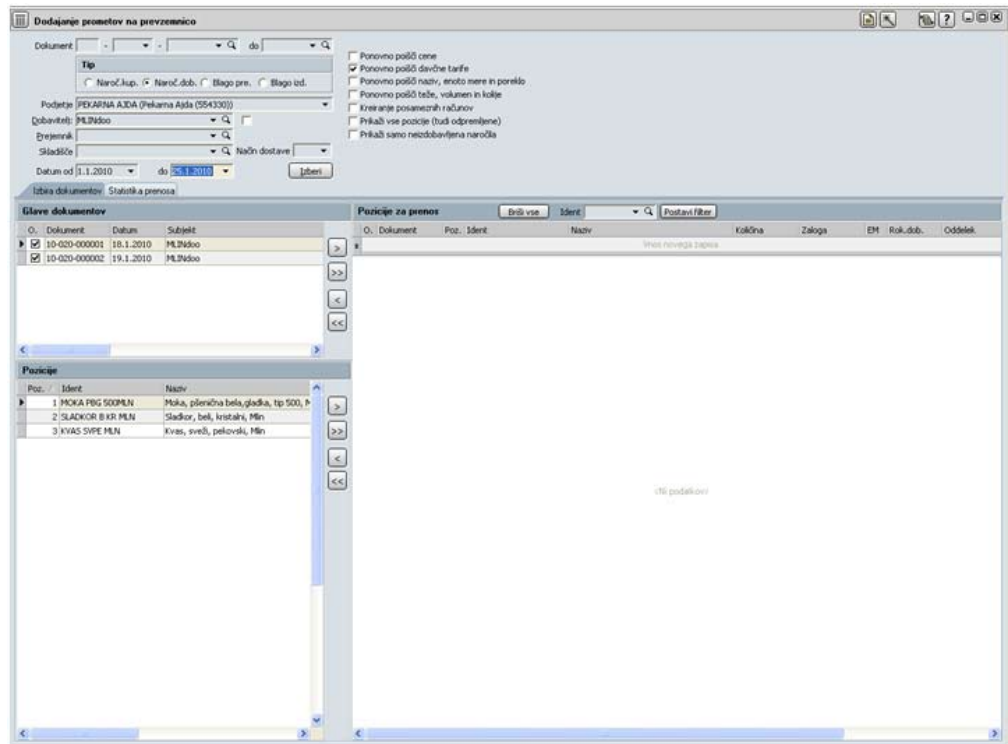 Dodajanje prometov na prevzemnico
Dokument - - do
Tip
Naroč.kup. Naroč.dob. Blago pre. Blago izd.
Podjetje PEKARNA AJDA (Pekarna Ajda (554330))
Dobavitelj: MLINdoo
Prejemnik
Skladišče Način dostave
Datum od 1.1.2010 do 25.1.2010 Izberi
Ponovno poišči cene
Ponovno poišči davčne tarife
Ponovno poišči naziv, enoto mere in poreklo
Ponovno poišči teže, volumen in kolije
Kreiranje posameznih računov
Prikaži vse pozicije (tudi odpremljene)
Prikaži samo neizdobavljena naročila
Izbira dokumentov Statistika prenosa
Glave dokumentov
O. Dokument Datum Subjekt
10-020-000001 18.1.2010 MLINdoo
10-020-000002 19.1.2010 MLINdoo
> 
>>
<
<<
Pozicije
Poz. Ident Naziv
1 MOKA PBG 500MLN Moka, pšenična bela,gladka, tip 500, M
2 SLADKOR B KR MLN Sladkor, beli, kristalni, Mlin
3 KVAS SVPE MLN Kvas, sveži, pekovski, Mlin
>
>>
<
<<
Pozicije za prenos Briši vse Ident Postavi filter
O. Dokument Poz. Ident Naziv Količina Zaloga EM Rok.dob. Oddelek
Vnos novega zapisa
<Ni podatkov>